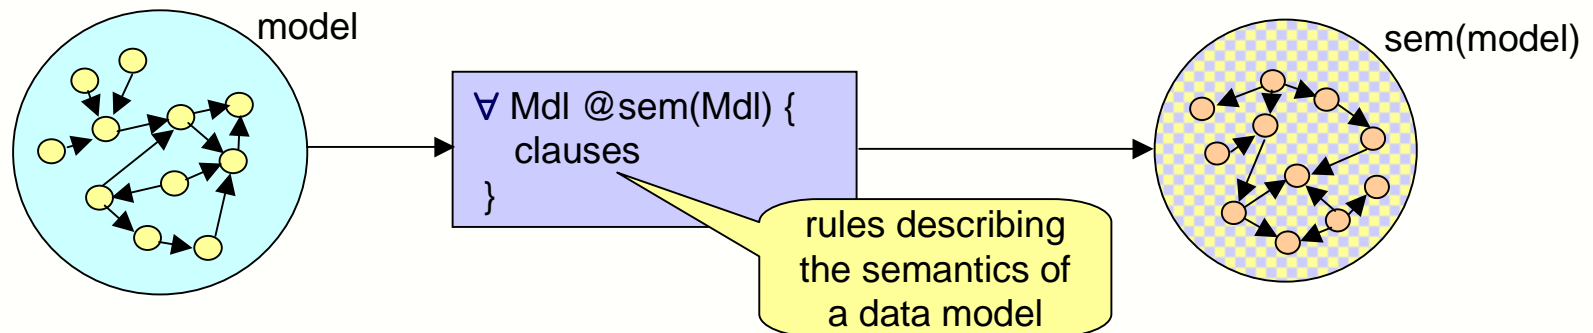 model
∀ Mdl @sem(Mdl) {
clauses
}
rules describing
the semantics of
a data model
sem(model)